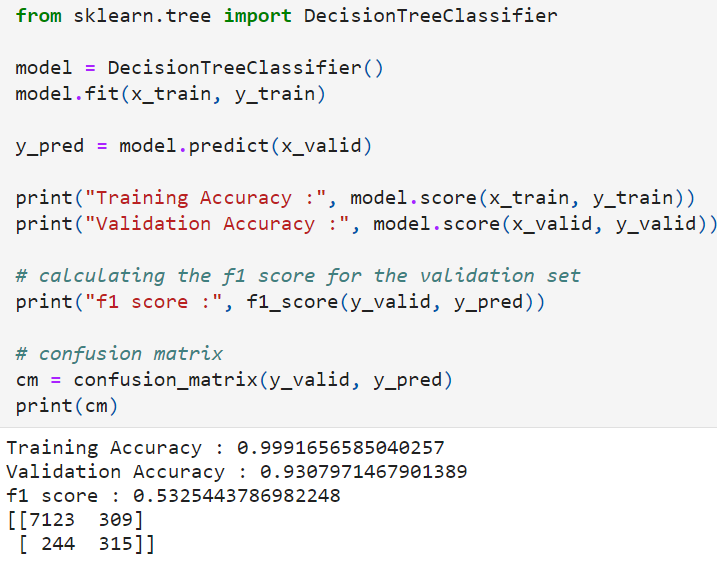 from sklearn.tree import DecisionTreeClassifier
model = DecisionTreeClassifier()
model.fit(x_train, y_train)
y_pred = model.predict(x_valid)
print("Training Accuracy :", model.score(x_train, y_train))
print("Validation Accuracy :", model.score(x_valid, y_valid))
# calculating the f1 score for the validation set
print("f1 score :", f1_score(y_valid, y_pred))
# confusion matrix
cm = confusion_matrix(y_valid, y_pred)
print(cm)
Training Accuracy : 0.9991656585040257
Validation Accuracy : 0.9307971467901389
f1 score : 0.5325443786982248
[[7123  309]
 [ 244  315]]